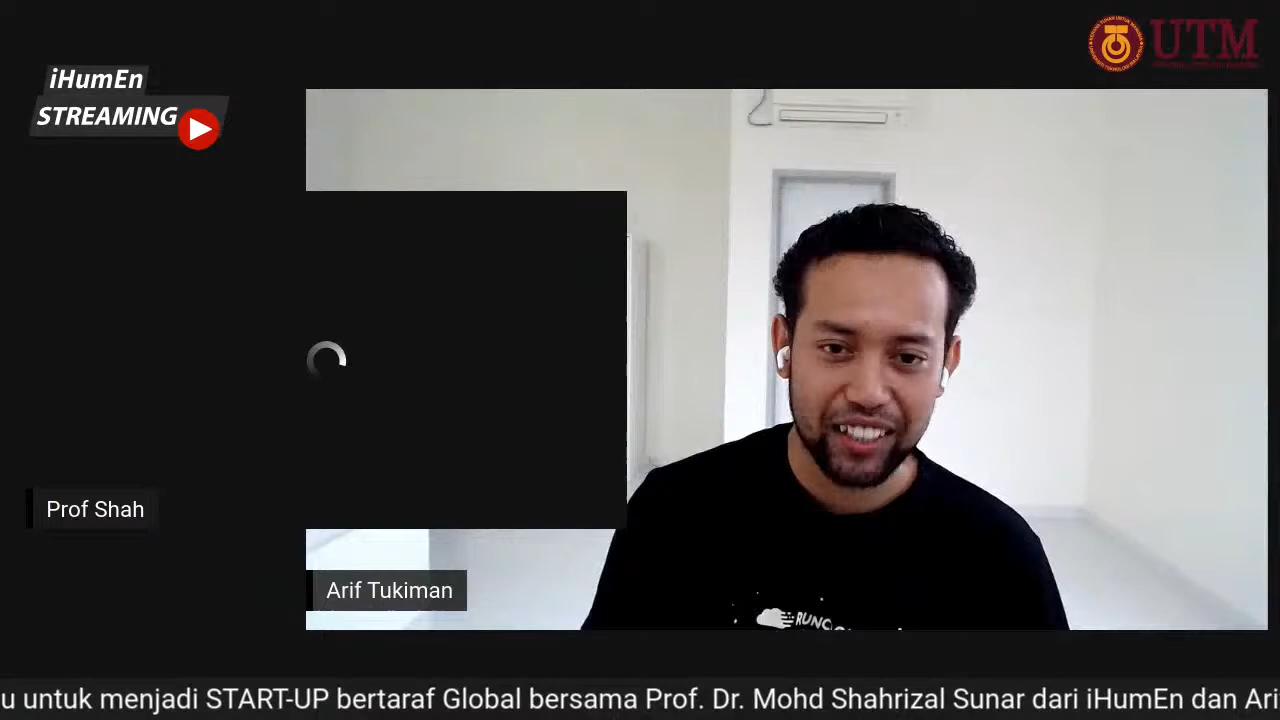 UTM
iHumEn
STREAMING
Prof Shah
Arif Tukiman
u untuk menjadi START-UP bertaraf Global bersama Prof. Dr. Mohd Shahrizal Sunar dari iHumEn dan Ari